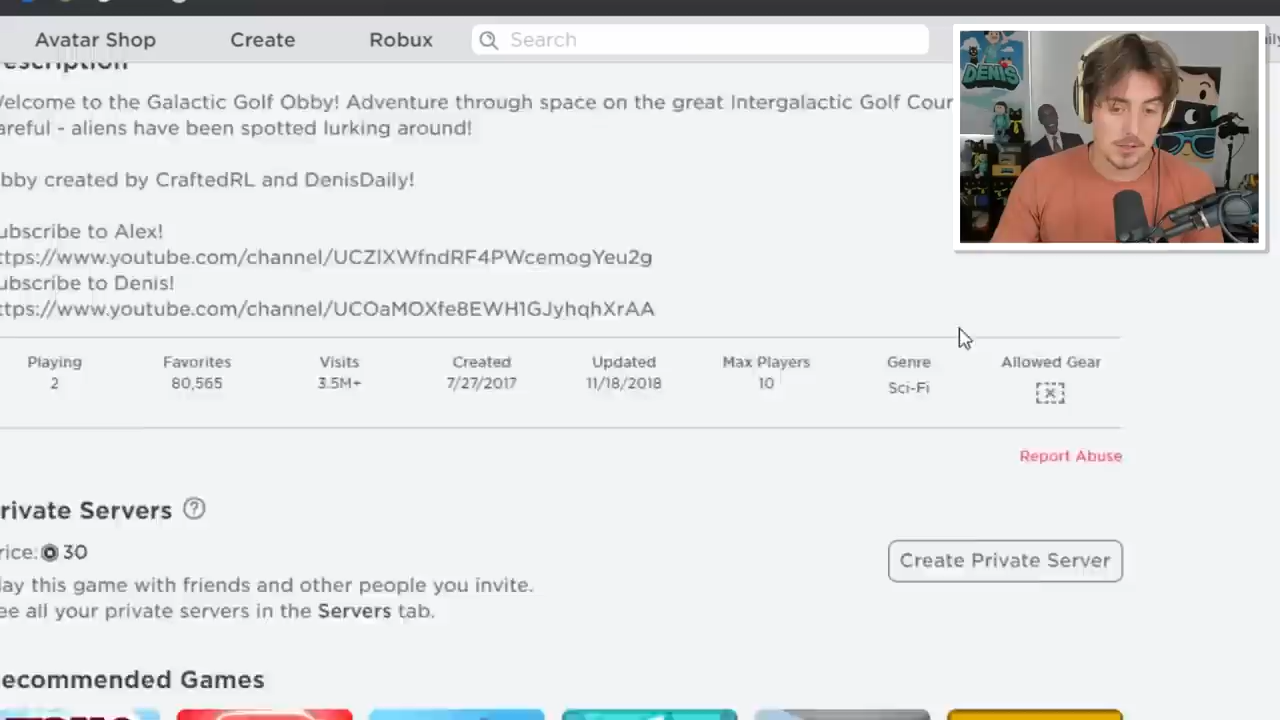 Avatar Shop Create Robux Search
escription
elcome to the Galactic Golf Obby! Adventure through space on the great Intergalactic Golf Cour
areful - aliens have been spotted lurking around!
bby created by CraftedRL and DenisDaily!
ubscribe to Alex!
ttps://www.youtube.com/channel/UCZIXWfndRF4PWcemogYeu2g
ubscribe to Denis!
ttps://www.youtube.com/channel/UCOaMOXfe8EWH1GJyhqhXrAA
Playing Favorites Visits Created Updated Max Players Genre Allowed Gear
2 80,565 3.5M+ 7/27/2017 11/18/2018 10 Sci-Fi
Report Abuse
rivate Servers ?
rice: 30
Create Private Server
lay this game with friends and other people you invite.
ee all your private servers in the Servers tab.
ecommended Games
DENIS